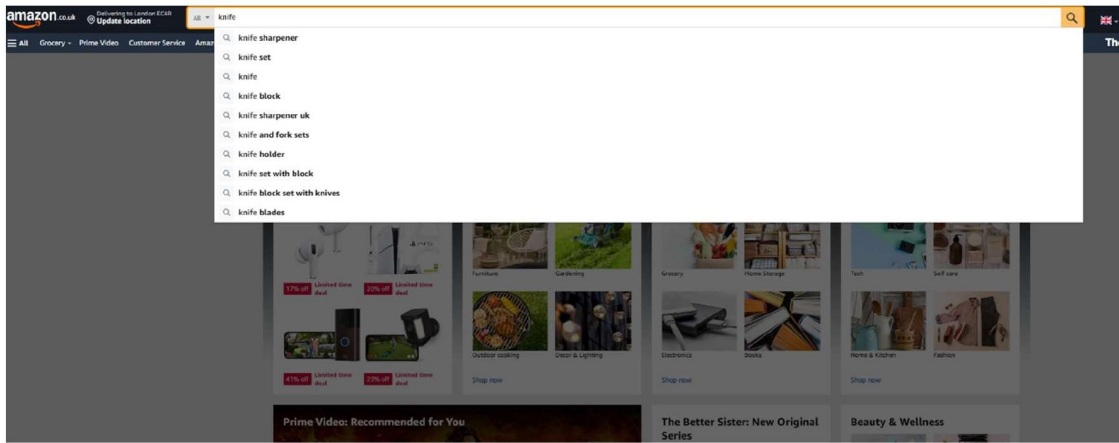 amazon.co.uk
Delivering to London EC4R
Update location
All
knife
All
Grocery
Prime Video
Customer Service
Amaz
The
knife sharpener
knife set
knife
knife block
knife sharpener uk
knife and fork sets
knife holder
knife set with block
knife block set with knives
knife blades
Furniture
Gardening
Grocery
Home Storage
Tech
Self care
17% off Limited time deal
20% off Limited time deal
Outdoor cooking
Decor & Lighting
Electronics
Books
Home & Kitchen
Fashion
41% off Limited time deal
23% off Limited time deal
Shop now
Shop now
Shop now
Prime Video: Recommended for You
The Better Sister: New Original
Series
Beauty & Wellness